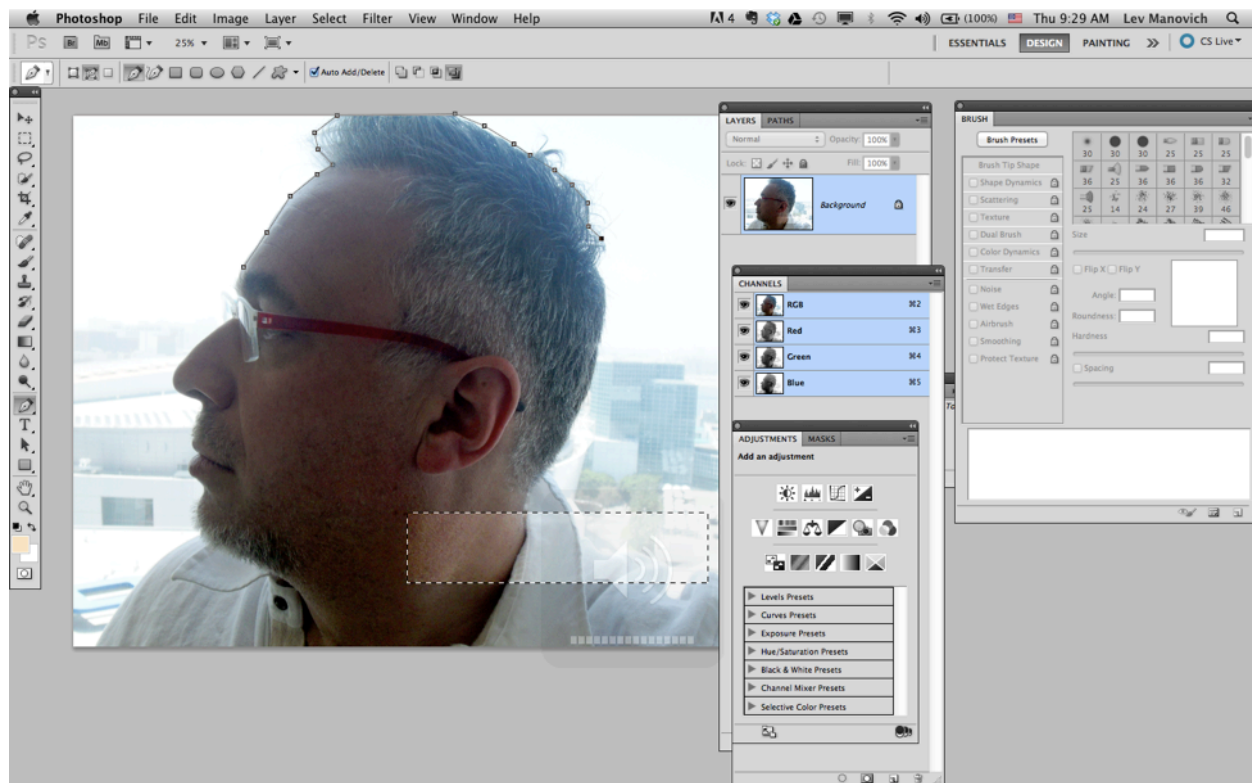 Photoshop File Edit Image Layer Select Filter View Window Help 4 (100%) Thu 9:29 AM Lev Manovich
Ps Br Mb 25% ESSENTIALS DESIGN PAINTING >> CS Live
Auto Add/Delete
LAYERS PATHS
Normal Opacity: 100%
Lock: Fill: 100%
Background
CHANNELS
RGB ⌘2
Red ⌘3
Green ⌘4
Blue ⌘5
ADJUSTMENTS MASKS
Add an adjustment
Levels Presets
Curves Presets
Exposure Presets
Hue/Saturation Presets
Black & White Presets
Channel Mixer Presets
Selective Color Presets
BRUSH
Brush Presets
Brush Tip Shape
Shape Dynamics
Scattering
Texture
Dual Brush
Color Dynamics
Transfer
Noise
Wet Edges
Airbrush
Smoothing
Protect Texture
30 30 30 25 25 25
36 25 36 36 36 32
25 14 24 27 39 46
Size
Flip X Flip Y
Angle:
Roundness:
Hardness
Spacing
T